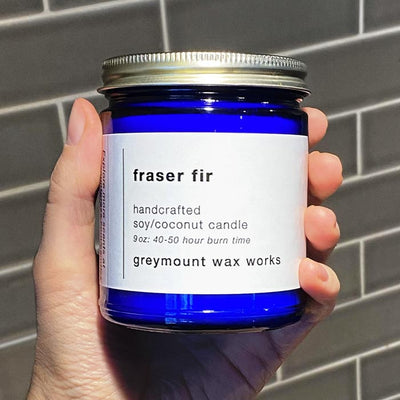 fraser fir
handcrafted
soy/coconut candle
9oz: 40-50 hour burn time
greymount wax works